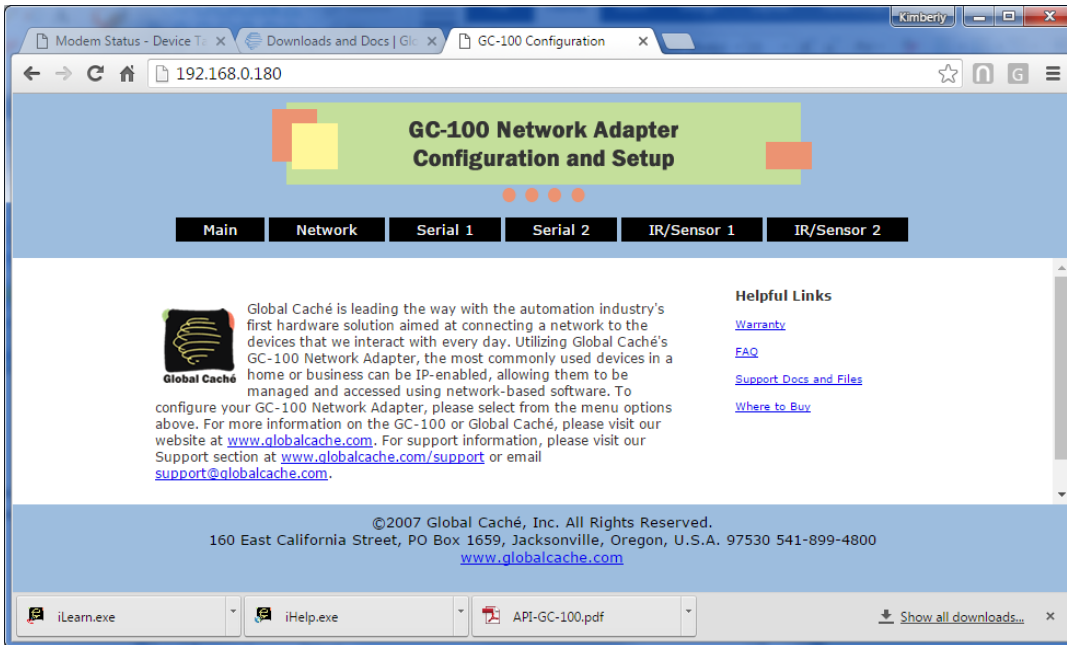 Kimberly
Modem Status - Device Ta
Downloads and Docs | Glo
GC-100 Configuration
192.168.0.180
GC-100 Network Adapter
Configuration and Setup
Main
Network
Serial 1
Serial 2
IR/Sensor 1
IR/Sensor 2
Global Caché
Global Caché is leading the way with the automation industry's
first hardware solution aimed at connecting a network to the
devices that we interact with every day. Utilizing Global Caché's
GC-100 Network Adapter, the most commonly used devices in a
home or business can be IP-enabled, allowing them to be
managed and accessed using network-based software. To
configure your GC-100 Network Adapter, please select from the menu options
above. For more information on the GC-100 or Global Caché, please visit our
website at www.globalcache.com. For support information, please visit our
Support section at www.globalcache.com/support or email
support@globalcache.com.
Helpful Links
Warranty
FAQ
Support Docs and Files
Where to Buy
©2007 Global Caché, Inc. All Rights Reserved.
160 East California Street, PO Box 1659, Jacksonville, Oregon, U.S.A. 97530 541-899-4800
www.globalcache.com
iLearn.exe
iHelp.exe
API-GC-100.pdf
Show all downloads...